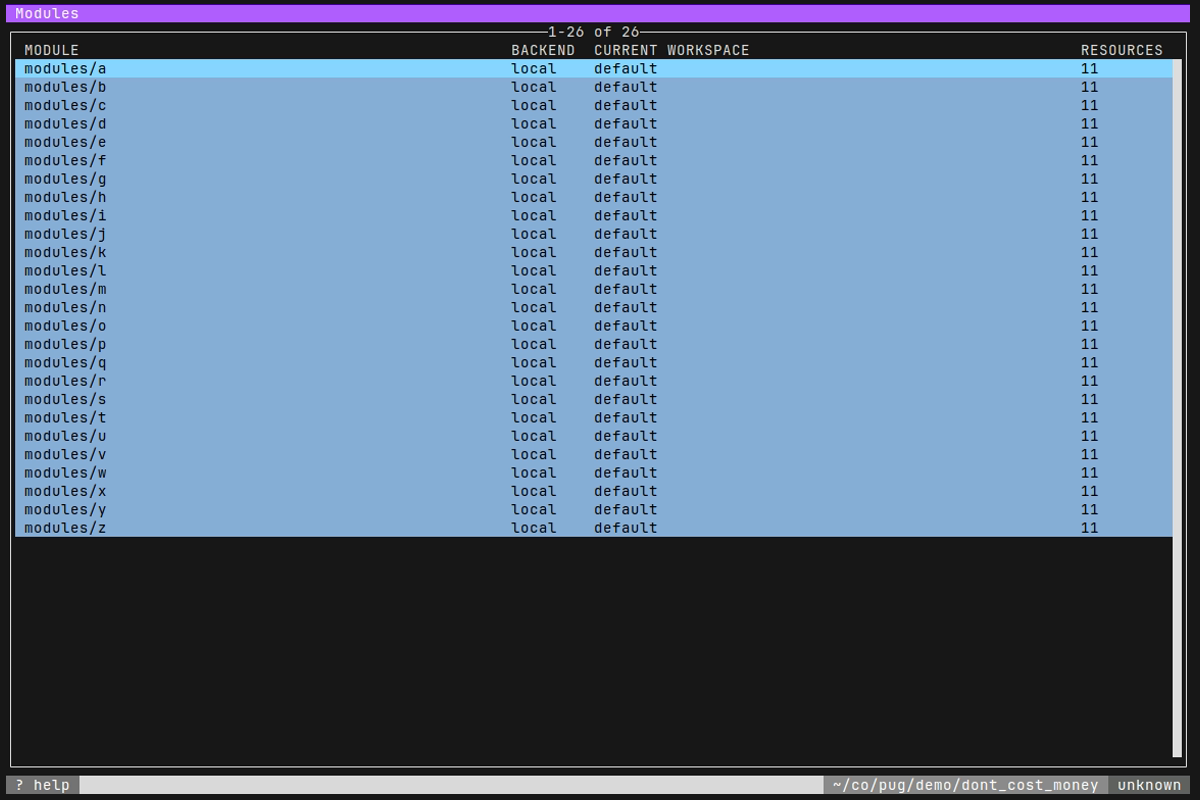 Modules
1-26 of 26
MODULE BACKEND CURRENT WORKSPACE RESOURCES
modules/a local default 11
modules/b local default 11
modules/c local default 11
modules/d local default 11
modules/e local default 11
modules/f local default 11
modules/g local default 11
modules/h local default 11
modules/i local default 11
modules/j local default 11
modules/k local default 11
modules/l local default 11
modules/m local default 11
modules/n local default 11
modules/o local default 11
modules/p local default 11
modules/q local default 11
modules/r local default 11
modules/s local default 11
modules/t local default 11
modules/u local default 11
modules/v local default 11
modules/w local default 11
modules/x local default 11
modules/y local default 11
modules/z local default 11
? help ~/co/pug/demo/dont_cost_money unknown